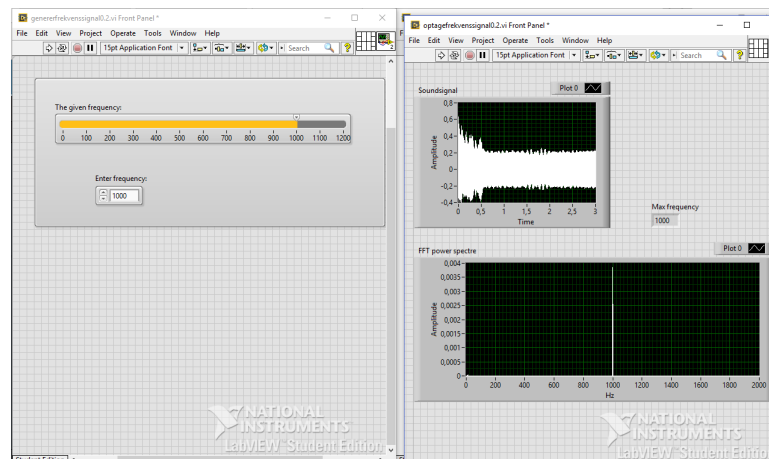 genererfrekvenssignal0.2.vi Front Panel *
File Edit View Project Operate Tools Window Help
15pt Application Font
Search
The given frequency:
0 100 200 300 400 500 600 700 800 900 1000 1100 1200
Enter frequency:
1000
NATIONAL
INSTRUMENTS
LabVIEW Student Edition
Student Edition
optagefrekvenssignal0.2.vi Front Panel *
File Edit View Project Operate Tools Window Help
15pt Application Font
Search
Soundsignal
Plot 0
Amplitude
0,8
0,6
0,4
0,2
0
-0,2
-0,4
0 0,5 1 1,5 2 2,5 3
Time
Max frequency
1000
FFT power spectre
Plot 0
Amplitude
0,004
0,0035
0,003
0,0025
0,002
0,0015
0,001
0,0005
0
0 200 400 600 800 1000 1200 1400 1600 1800 2000
Hz
NATIONAL
INSTRUMENTS
LabVIEW Student Edition